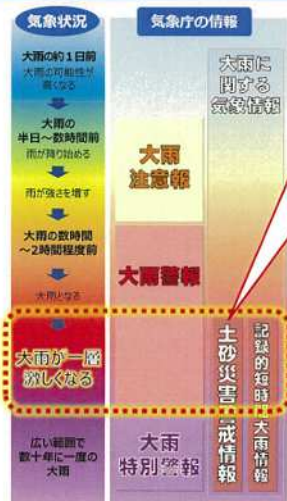 気象状況
気象庁の情報
大雨の約1日前
大雨の可能性が
高くなる
大雨の
半日～数時間前
雨が降り始める
雨が強さを増す
大雨の数時間
～2時間程度前
大雨となる
大雨が一層
激しくなる
広い範囲で
数十年に一度の
大雨
大雨
注意報
大雨警報
大雨
特別警報
大雨に
関する
気象情報
土砂災害警戒情報
記録的短時間大雨情報